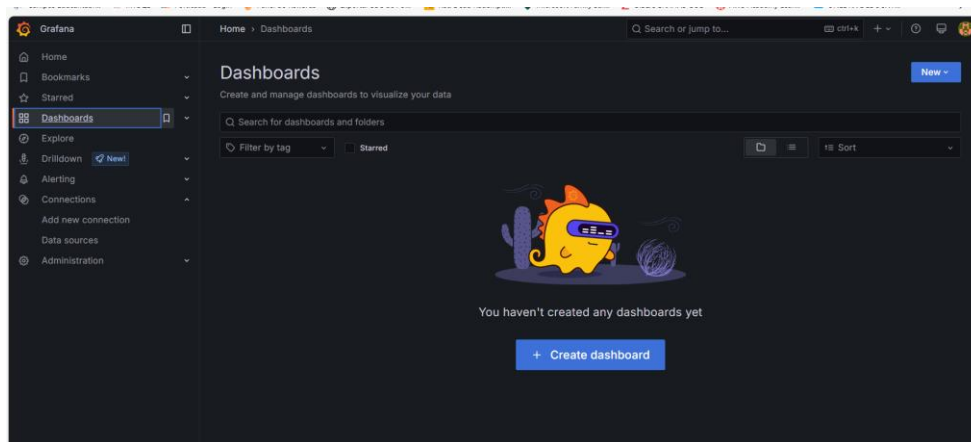 Grafana
Home › Dashboards
Search or jump to...
ctrl+k
Home
Bookmarks
Starred
Dashboards
Explore
Drilldown New!
Alerting
Connections
Add new connection
Data sources
Administration
Dashboards
New
Create and manage dashboards to visualize your data
Search for dashboards and folders
Filter by tag
Starred
Sort
You haven't created any dashboards yet
+ Create dashboard